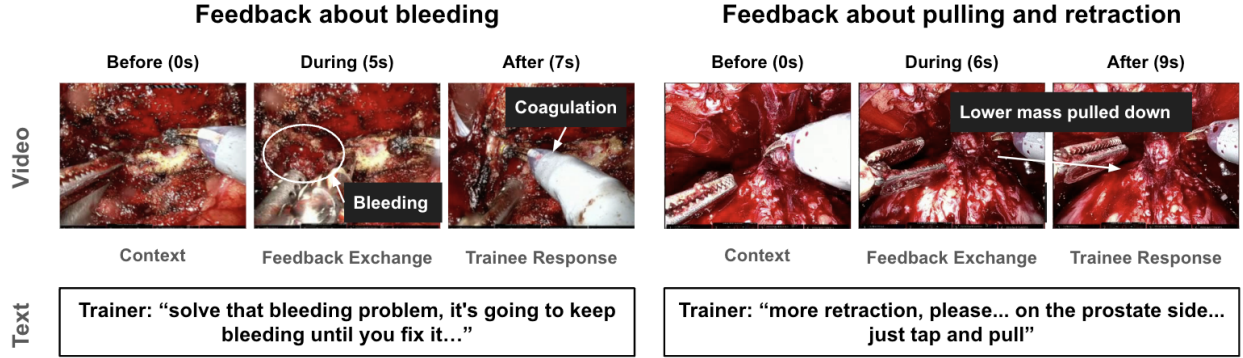 Feedback about bleeding
Before (0s)
During (5s)
After (7s)
Video
Coagulation
Bleeding
Context
Feedback Exchange
Trainee Response
Text
Trainer: “solve that bleeding problem, it's going to keep
bleeding until you fix it…”
Feedback about pulling and retraction
Before (0s)
During (6s)
After (9s)
Lower mass pulled down
Context
Feedback Exchange
Trainee Response
Trainer: “more retraction, please... on the prostate side...
just tap and pull”